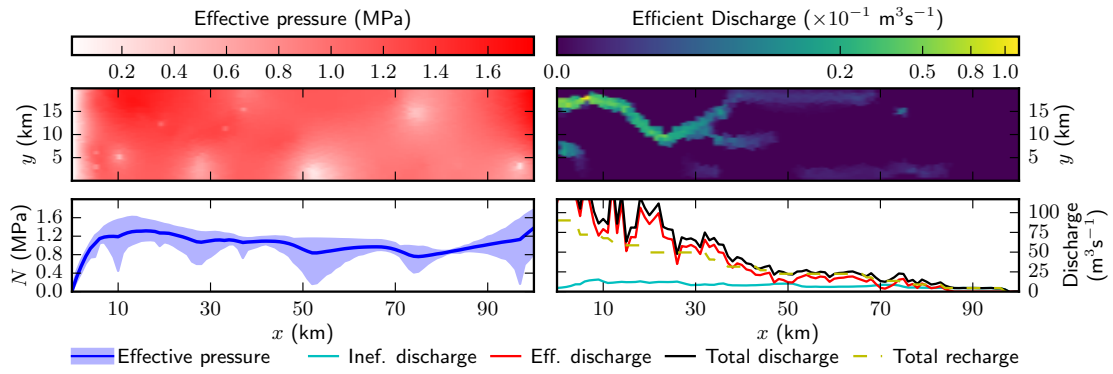 Effective pressure (MPa)
Efficient Discharge (×10⁻¹ m³s⁻¹)
0.2 0.4 0.6 0.8 1.0 1.2 1.4 1.6
0.0 0.2 0.5 0.8 1.0
y (km)
15
10
5
15
10
5
y (km)
N (MPa)
1.6
1.2
0.8
0.4
0.0
10 30 50 70 90
x (km)
100
75
50
25
0
Discharge
(m³s⁻¹)
10 30 50 70 90
x (km)
Effective pressure
Inef. discharge
Eff. discharge
Total discharge
Total recharge